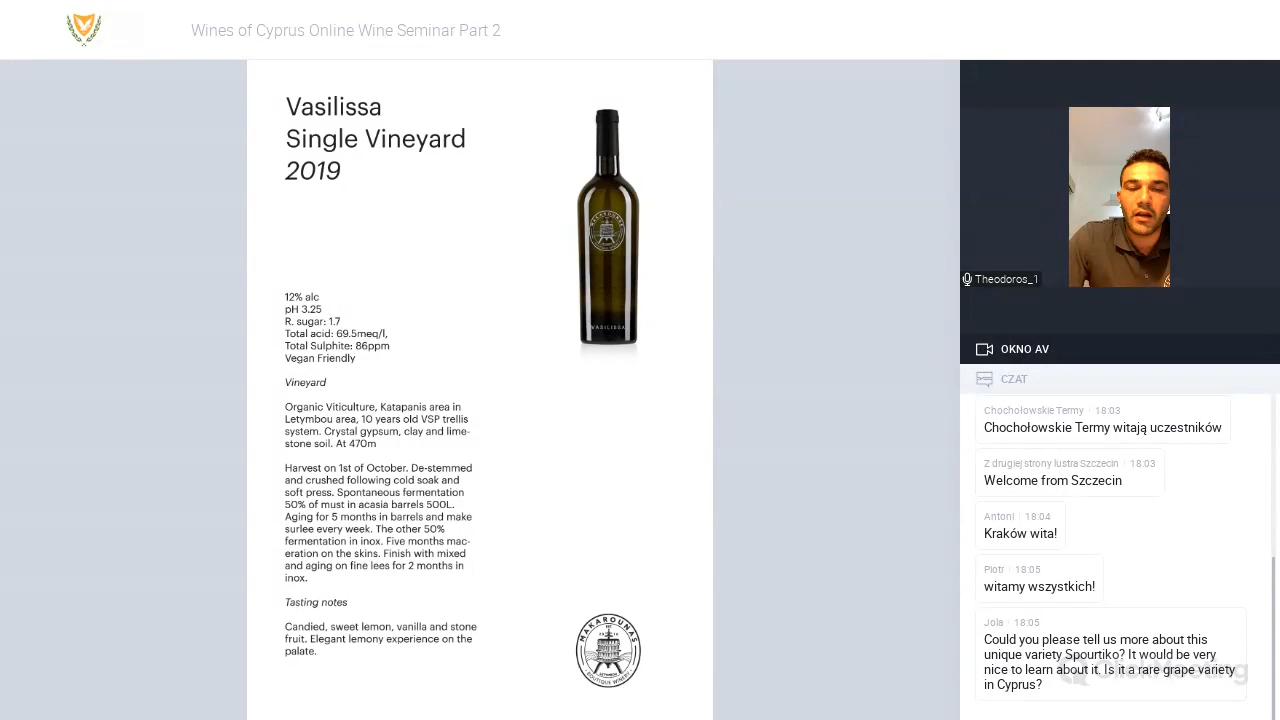 Wines of Cyprus Online Wine Seminar Part 2
Vasilissa
Single Vineyard
2019
12% alc
pH 3.25
R. sugar: 1.7
Total acid: 69.5meq/l,
Total Sulphite: 86ppm
Vegan Friendly
Vineyard
Organic Viticulture, Katapanis area in
Letymbou area, 10 years old VSP trellis
system. Crystal gypsum, clay and lime-
stone soil. At 470m
Harvest on 1st of October. De-stemmed
and crushed following cold soak and
soft press. Spontaneous fermentation
50% of must in acasia barrels 500L.
Aging for 5 months in barrels and make
surlee every week. The other 50%
fermentation in inox. Five months mac-
eration on the skins. Finish with mixed
and aging on fine lees for 2 months in
inox.
Tasting notes
Candied, sweet lemon, vanilla and stone
fruit. Elegant lemony experience on the
palate.
MAKAROUNAS
VASILISSA
MAKAROUNAS
BOUTIQUE WINERY
Theodoros_1
OKNO AV
CZAT
Chochołowskie Termy 18:03
Chochołowskie Termy witają uczestników
Z drugiej strony lustra Szczecin 18:03
Welcome from Szczecin
Antoni 18:04
Kraków wita!
Piotr 18:05
witamy wszystkich!
Jola 18:05
Could you please tell us more about this
unique variety Spourtiko? It would be very
nice to learn about it. Is it a rare grape variety
in Cyprus?
ClickMeeting